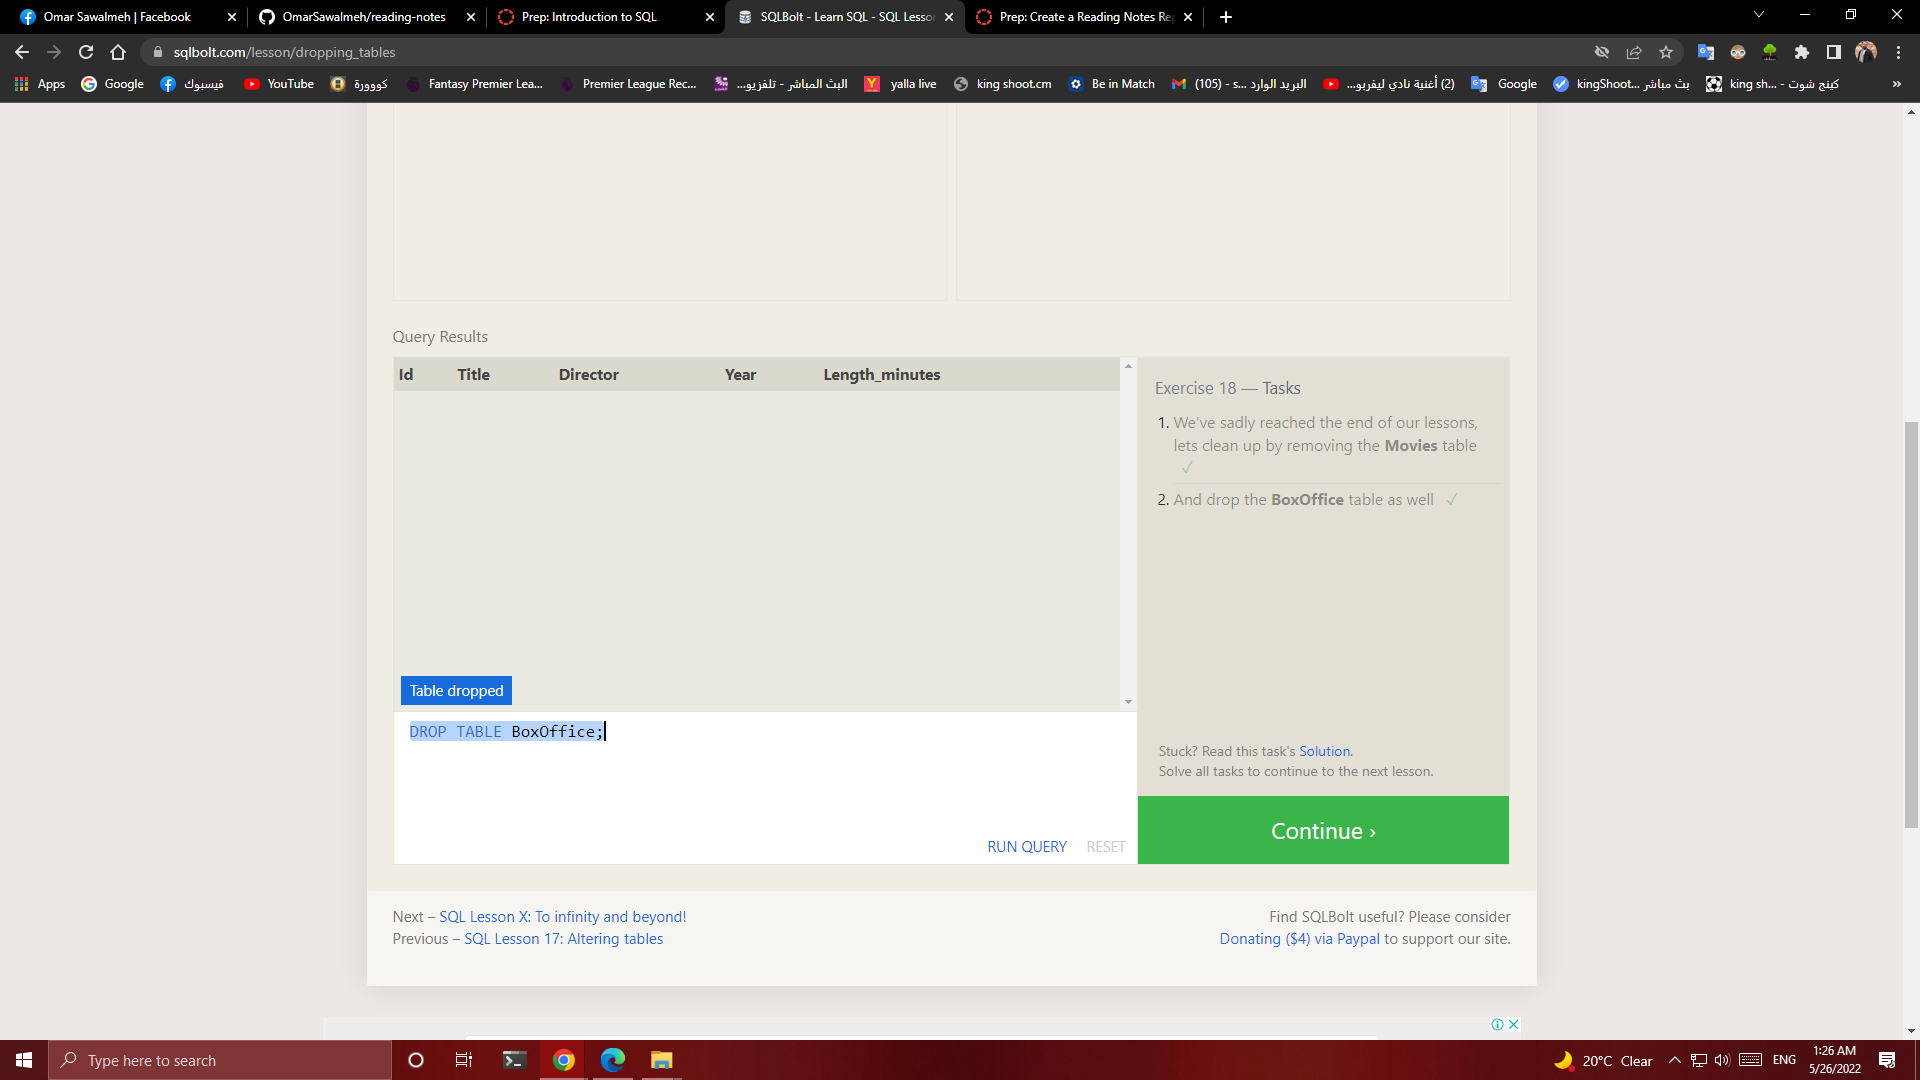 Omar Sawalmeh | Facebook
OmarSawalmeh/reading-notes
Prep: Introduction to SQL
SQLBolt - Learn SQL - SQL Lesso
Prep: Create a Reading Notes Re
sqlbolt.com/lesson/dropping_tables
Apps
Google
فيسبوك
YouTube
كووورة
Fantasy Premier Lea...
Premier League Rec...
البث المباشر - تلفزيو...
yalla live
king shoot.cm
Be in Match
البريد الوارد (105) - s...
(2) أغنية نادي ليفربو...
Google
بث مباشر kingShoot...
كينج شوت - king sh...
»
Query Results
Id Title Director Year Length_minutes
Table dropped
DROP TABLE BoxOffice;
RUN QUERY RESET
Exercise 18 — Tasks
1. We've sadly reached the end of our lessons,
lets clean up by removing the Movies table
✓
2. And drop the BoxOffice table as well ✓
Stuck? Read this task's Solution.
Solve all tasks to continue to the next lesson.
Continue ›
Next – SQL Lesson X: To infinity and beyond!
Previous – SQL Lesson 17: Altering tables
Find SQLBolt useful? Please consider
Donating ($4) via Paypal to support our site.
Type here to search
20°C Clear
ENG
1:26 AM
5/26/2022